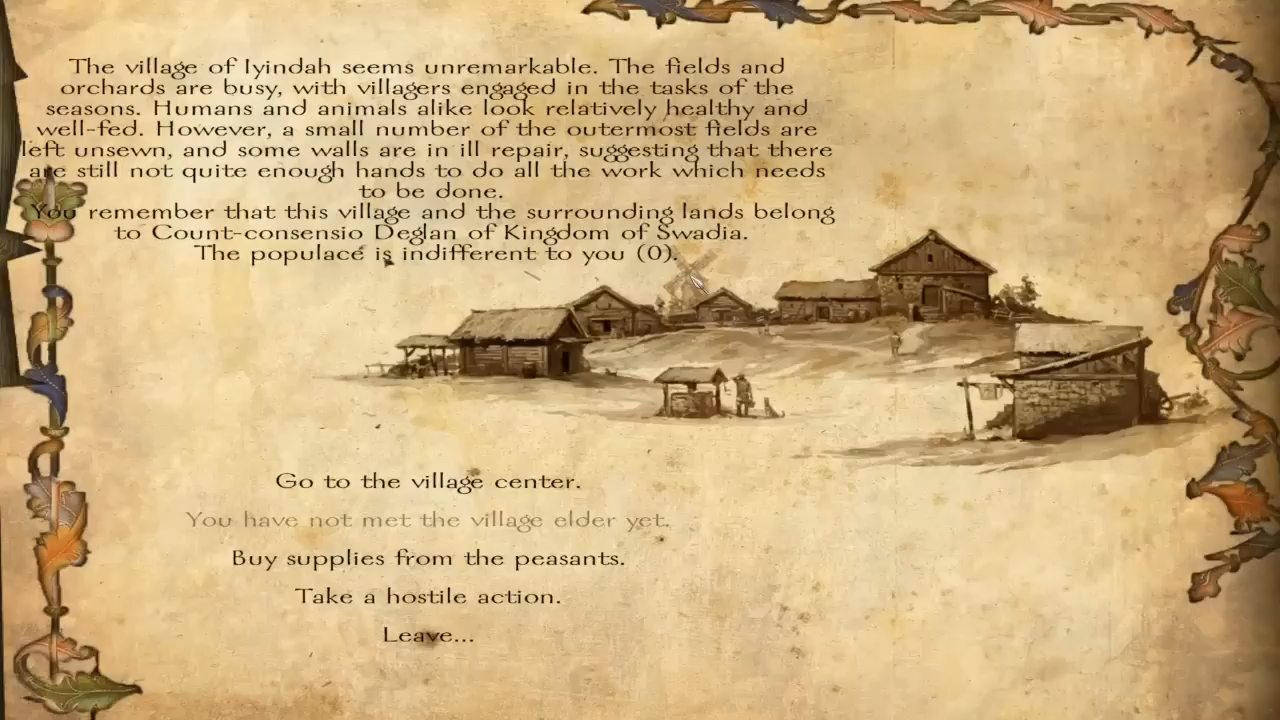 The village of Iyindah seems unremarkable. The fields and
orchards are busy, with villagers engaged in the tasks of the
seasons. Humans and animals alike look relatively healthy and
well-fed. However, a small number of the outermost fields are
left unsewn, and some walls are in ill repair, suggesting that there
are still not quite enough hands to do all the work which needs
to be done.
You remember that this village and the surrounding lands belong
to Count-consensio Deglan of Kingdom of Swadia.
The populace is indifferent to you (0).
Go to the village center.
You have not met the village elder yet.
Buy supplies from the peasants.
Take a hostile action.
Leave...